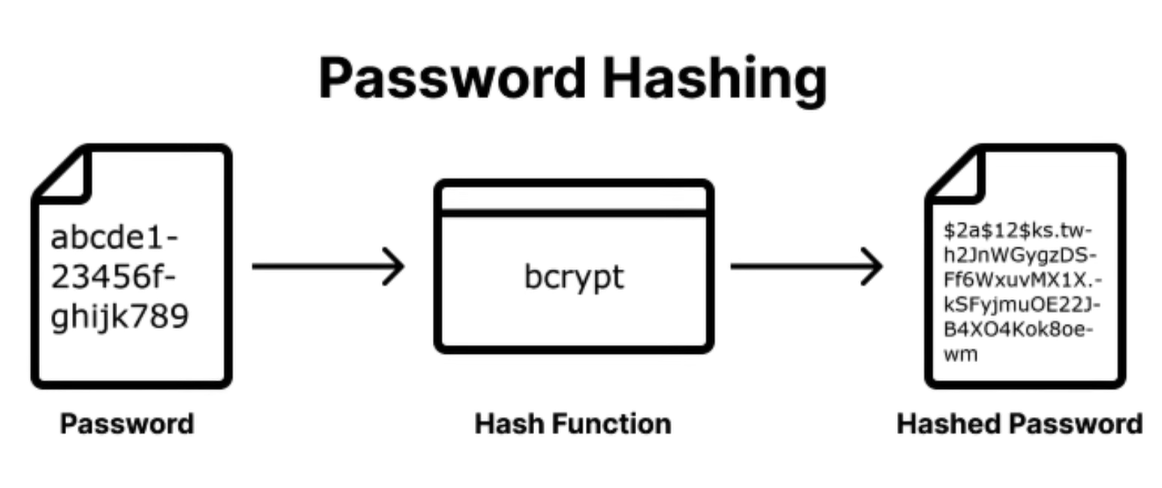 Password Hashing
abcde1-
23456f-
ghijk789
bcrypt
$2a$12$ks.tw-
h2JnWGygzDS-
Ff6WxuvMX1X.-
kSFyjmuOE22J-
B4XO4Kok8oe-
wm
Password
Hash Function
Hashed Password